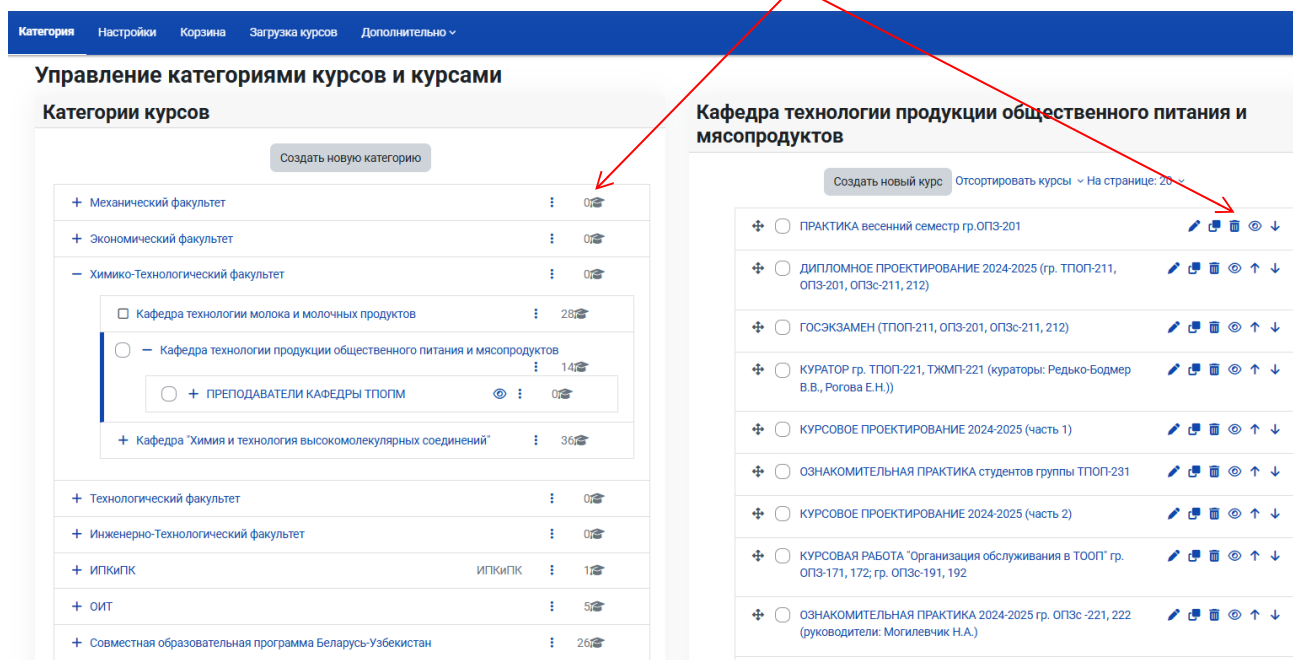 Категория Настройки Корзина Загрузка курсов Дополнительно
Управление категориями курсов и курсами
Категории курсов
Создать новую категорию
Механический факультет 0
Экономический факультет 0
Химико-Технологический факультет 0
Кафедра технологии молока и молочных продуктов 28
Кафедра технологии продукции общественного питания и мясопродуктов
14
ПРЕПОДАВАТЕЛИ КАФЕДРЫ ТПОПМ 0
Кафедра "Химия и технология высокомолекулярных соединений" 36
Технологический факультет 0
Инженерно-Технологический факультет 0
ИПКиПК ИПКиПК 1
ОИТ 5
Совместная образовательная программа Беларусь-Узбекистан 26
Кафедра технологии продукции общественного питания и
мясопродуктов
Создать новый курс Отсортировать курсы На странице: 20
ПРАКТИКА весенний семестр гр.ОПЗ-201
ДИПЛОМНОЕ ПРОЕКТИРОВАНИЕ 2024-2025 (гр. ТПОП-211,
ОПЗ-201, ОПЗс-211, 212)
ГОСЭКЗАМЕН (ТПОП-211, ОПЗ-201, ОПЗс-211, 212)
КУРАТОР гр. ТПОП-221, ТЖМП-221 (кураторы: Редько-Бодмер
В.В., Рогова Е.Н.))
КУРСОВОЕ ПРОЕКТИРОВАНИЕ 2024-2025 (часть 1)
ОЗНАКОМИТЕЛЬНАЯ ПРАКТИКА студентов группы ТПОП-231
КУРСОВОЕ ПРОЕКТИРОВАНИЕ 2024-2025 (часть 2)
КУРСОВАЯ РАБОТА "Организация обслуживания в ТООП" гр.
ОПЗ-171, 172; гр. ОПЗс-191, 192
ОЗНАКОМИТЕЛЬНАЯ ПРАКТИКА 2024-2025 гр. ОПЗс -221, 222
(руководители: Могилевчик Н.А.)